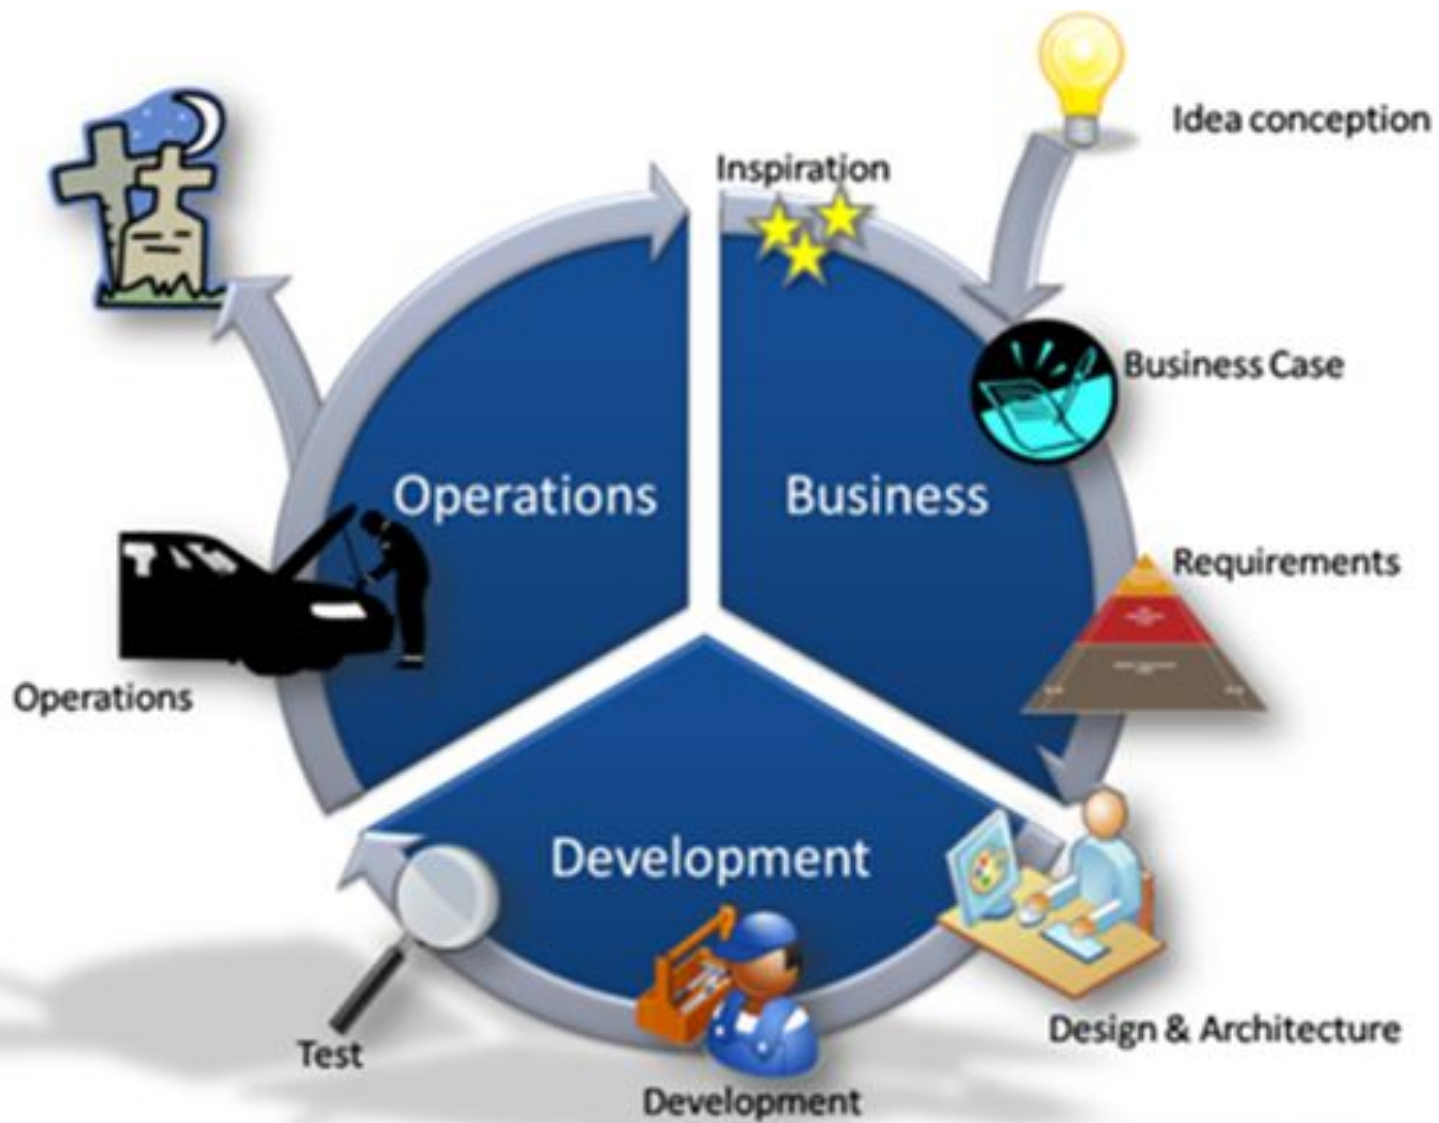 Idea conception
Inspiration
Business Case
Operations
Business
Requirements
Operations
Development
Design & Architecture
Test
Development